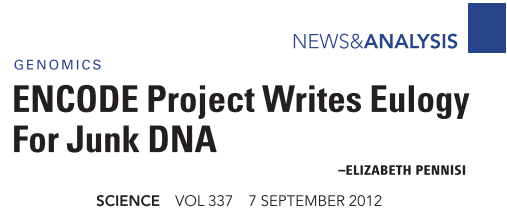 NEWS&ANALYSIS
GENOMICS
ENCODE Project Writes Eulogy
For Junk DNA
–ELIZABETH PENNISI
SCIENCE VOL 337 7 SEPTEMBER 2012